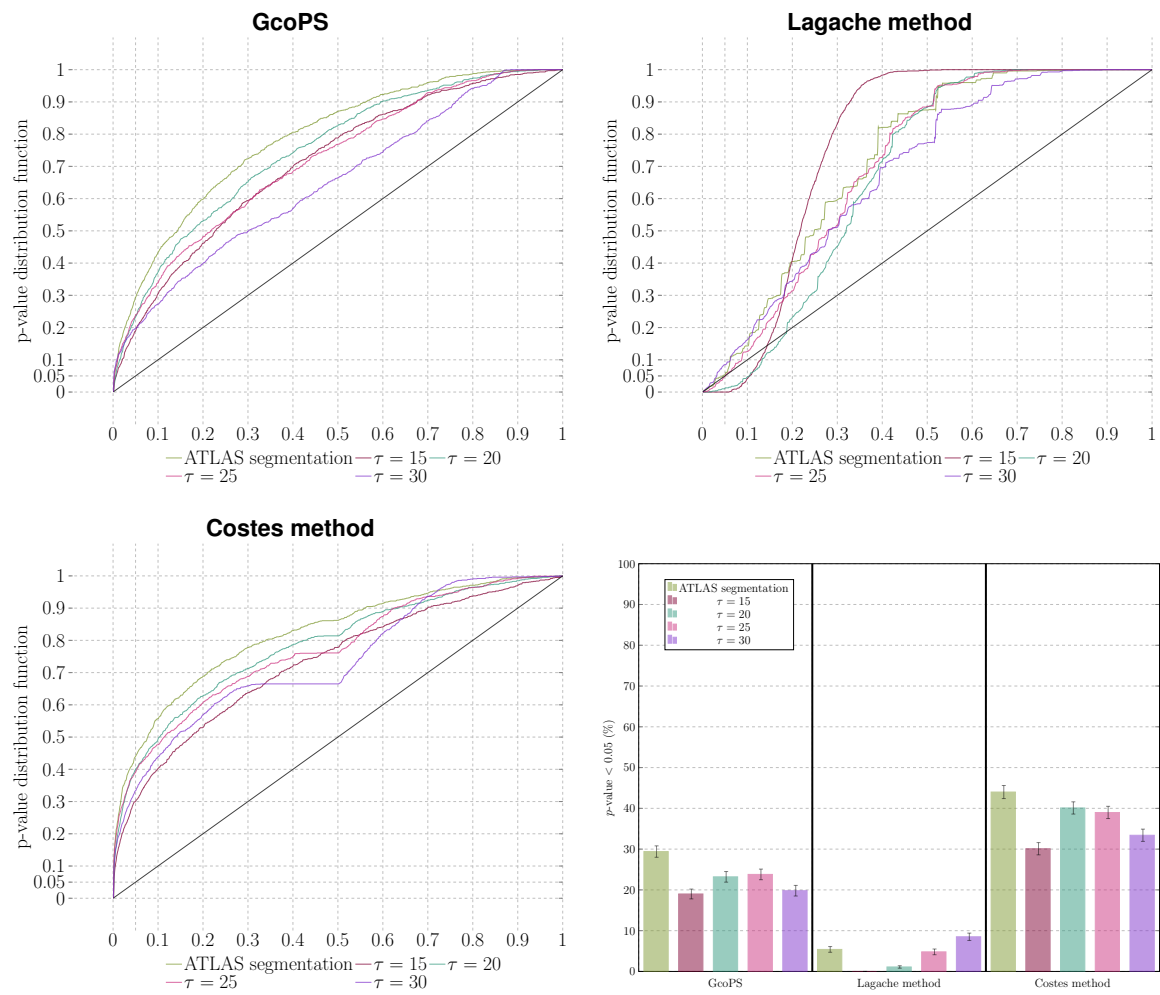 GcoPS
p-value distribution function
1
0.9
0.8
0.7
0.6
0.5
0.4
0.3
0.2
0.1
0.05
0
0 0.1 0.2 0.3 0.4 0.5 0.6 0.7 0.8 0.9 1
ATLAS segmentation τ = 15 τ = 20
τ = 25 τ = 30
Lagache method
p-value distribution function
1
0.9
0.8
0.7
0.6
0.5
0.4
0.3
0.2
0.1
0.05
0
0 0.1 0.2 0.3 0.4 0.5 0.6 0.7 0.8 0.9 1
ATLAS segmentation τ = 15 τ = 20
τ = 25 τ = 30
Costes method
p-value distribution function
1
0.9
0.8
0.7
0.6
0.5
0.4
0.3
0.2
0.1
0.05
0
0 0.1 0.2 0.3 0.4 0.5 0.6 0.7 0.8 0.9 1
ATLAS segmentation τ = 15 τ = 20
τ = 25 τ = 30
p-value < 0.05 (%)
100
90
80
70
60
50
40
30
20
10
0
ATLAS segmentation
τ = 15
τ = 20
τ = 25
τ = 30
GcoPS Lagache method Costes method